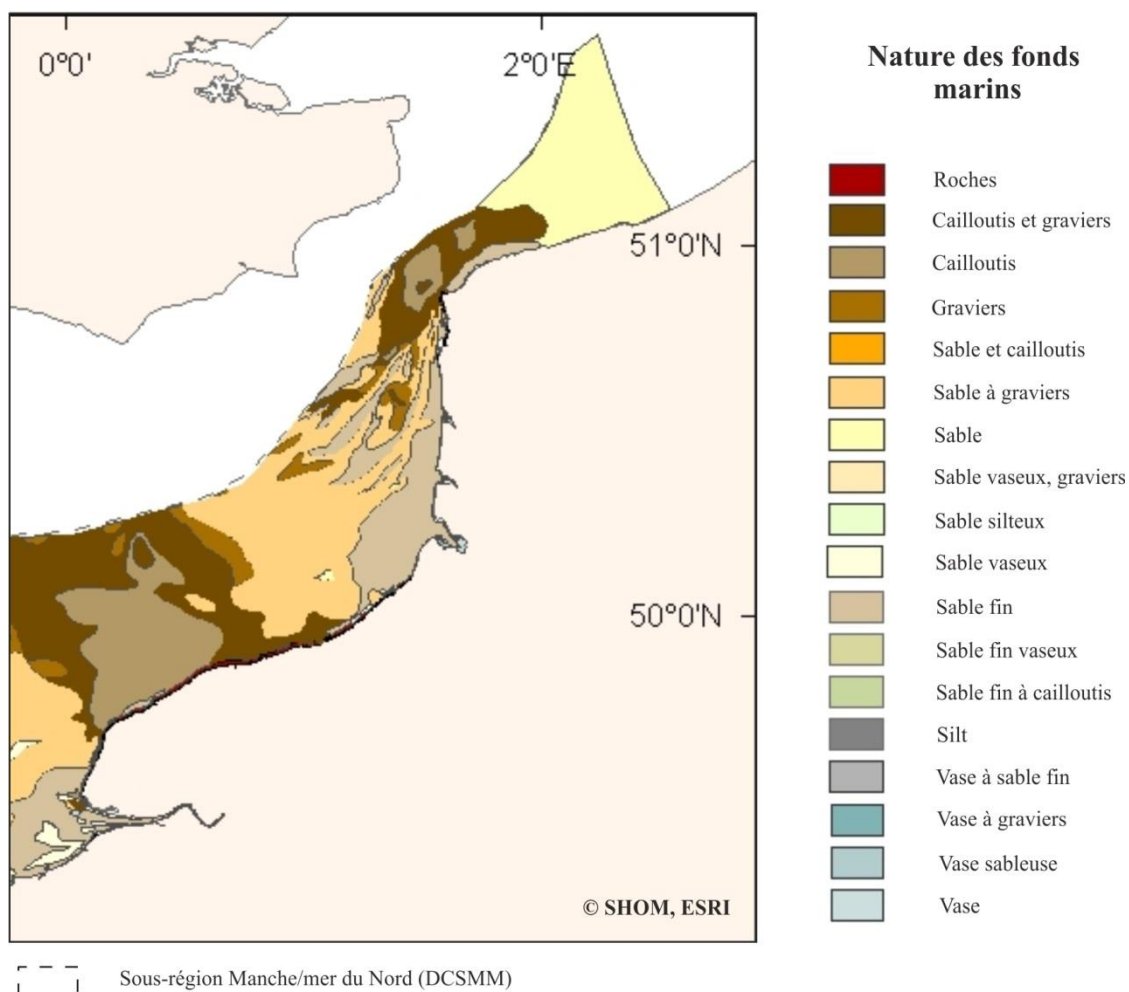 0°0'
2°0'E
51°0'N
50°0'N
© SHOM, ESRI
Nature des fonds
marins
Roches
Cailloutis et graviers
Cailloutis
Graviers
Sable et cailloutis
Sable à graviers
Sable
Sable vaseux, graviers
Sable silteux
Sable vaseux
Sable fin
Sable fin vaseux
Sable fin à cailloutis
Silt
Vase à sable fin
Vase à graviers
Vase sableuse
Vase
Sous-région Manche/mer du Nord (DCSMM)